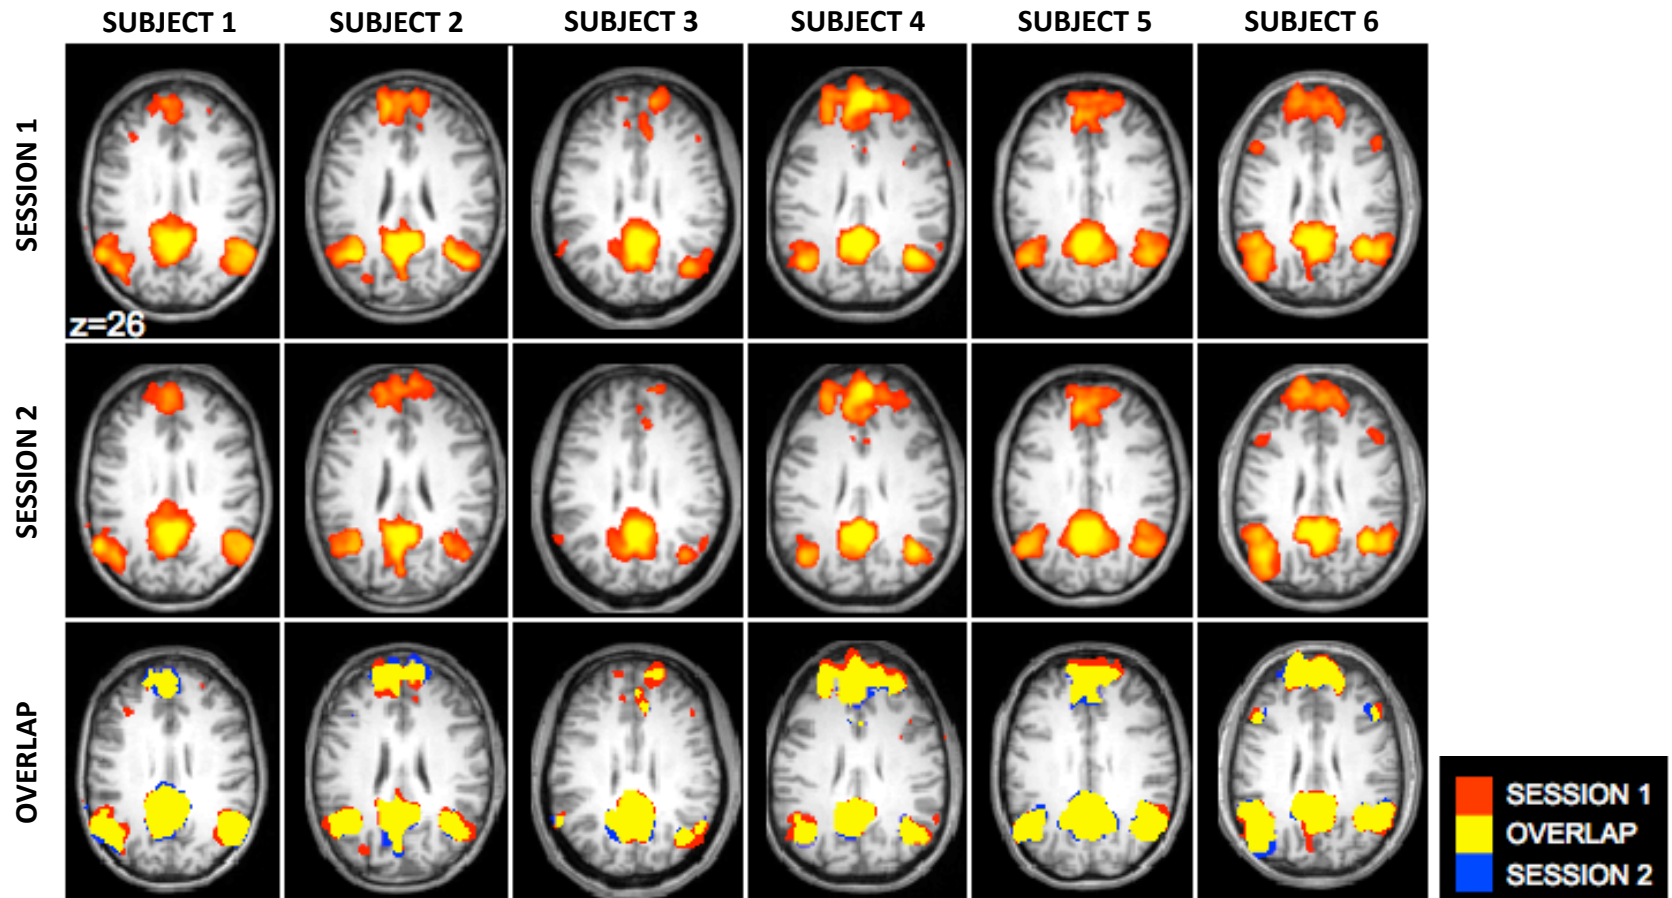 SUBJECT 1
SUBJECT 2
SUBJECT 3
SUBJECT 4
SUBJECT 5
SUBJECT 6
SESSION 1
z=26
SESSION 2
OVERLAP
SESSION 1
OVERLAP
SESSION 2